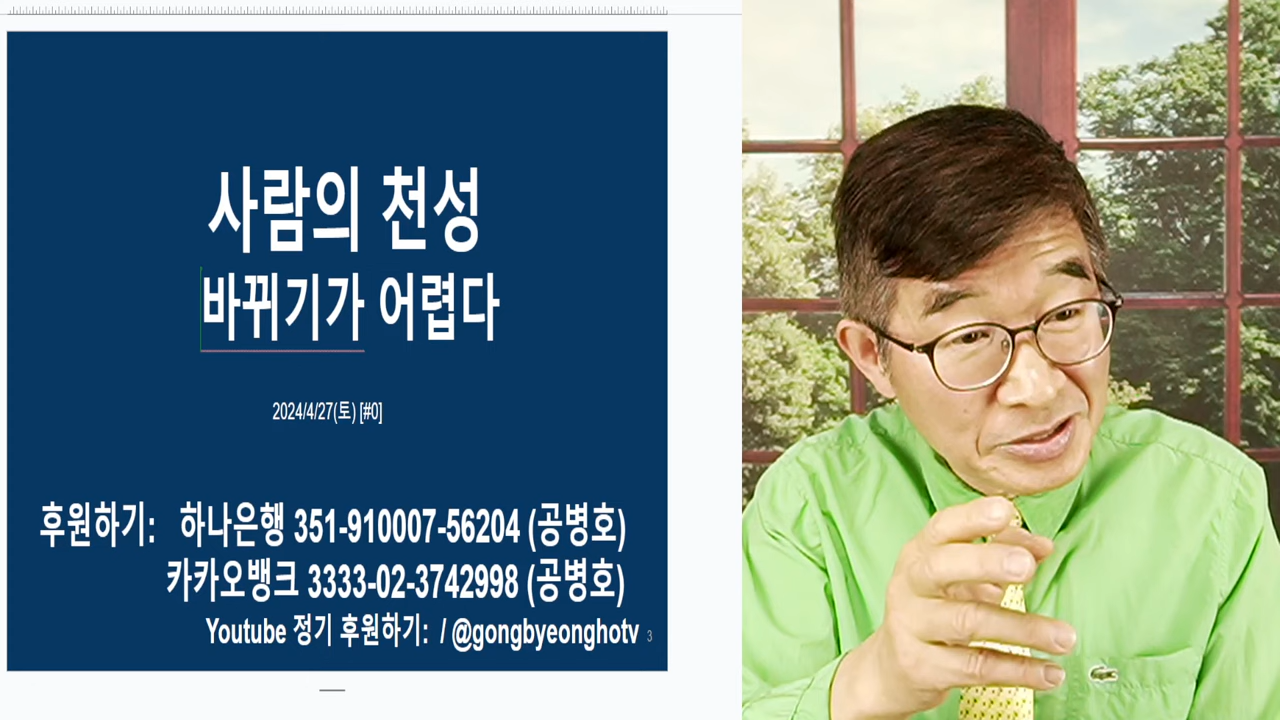 사람의 천성
바뀌기가 어렵다
2024/4/27(토) [#0]
후원하기: 하나은행 351-910007-56204 (공병호)
카카오뱅크 3333-02-3742998 (공병호)
Youtube 정기 후원하기: / @gongbyeonghotv 3